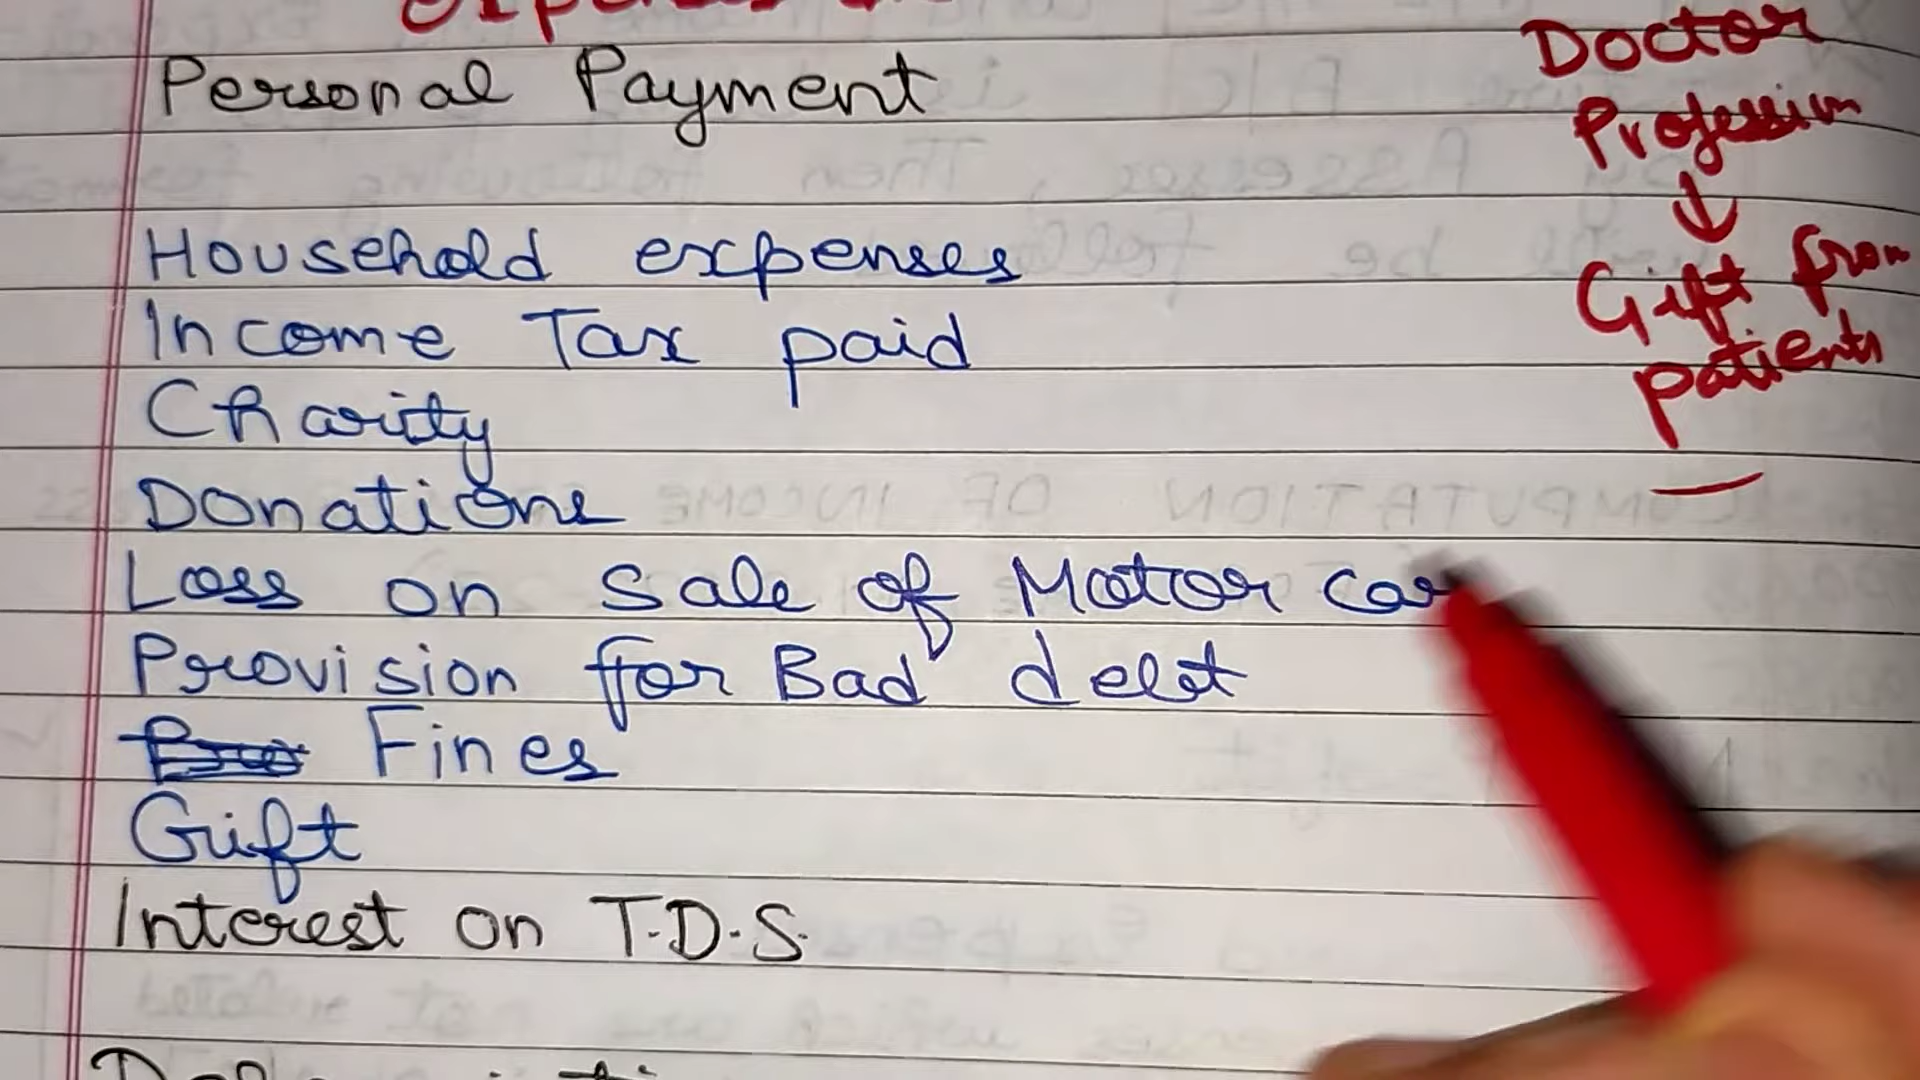 Personal Payment
Household expenses
Income Tax paid
Charity
Donations
Loss on sale of Motor car
Provision for Bad debt
Fines
Gift
Interest on T.D.S.
Doctor
Profession
↓
Gift from
patients